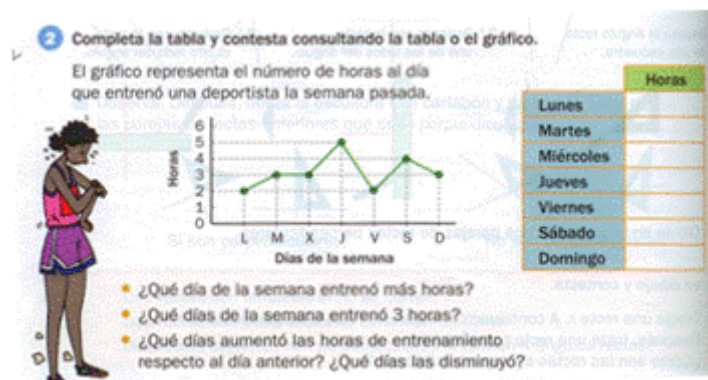 2 Completa la tabla y contesta consultando la tabla o el gráfico.
El gráfico representa el número de horas al día
que entrenó una deportista la semana pasada.
Horas
6
5
4
3
2
1
0
L M X J V S D
Días de la semana
Horas
Lunes
Martes
Miércoles
Jueves
Viernes
Sábado
Domingo
• ¿Qué día de la semana entrenó más horas?
• ¿Qué días de la semana entrenó 3 horas?
• ¿Qué días aumentó las horas de entrenamiento
respecto al día anterior? ¿Qué días las disminuyó?